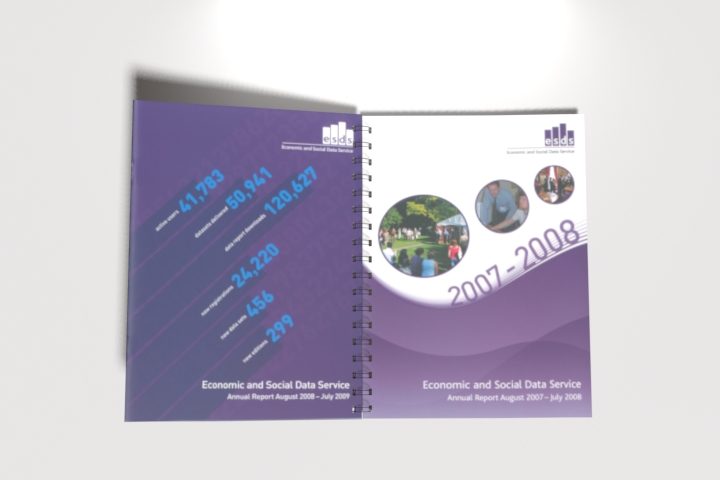 esds
Economic and Social Data Service
active users 41,783
datasets delivered 50,941
data report downloads 120,627
new registrations 24,220
new data sets 456
new editions 299
Economic and Social Data Service
Annual Report August 2008 – July 2009
esds
Economic and Social Data Service
2007-2008
Economic and Social Data Service
Annual Report August 2007 – July 2008